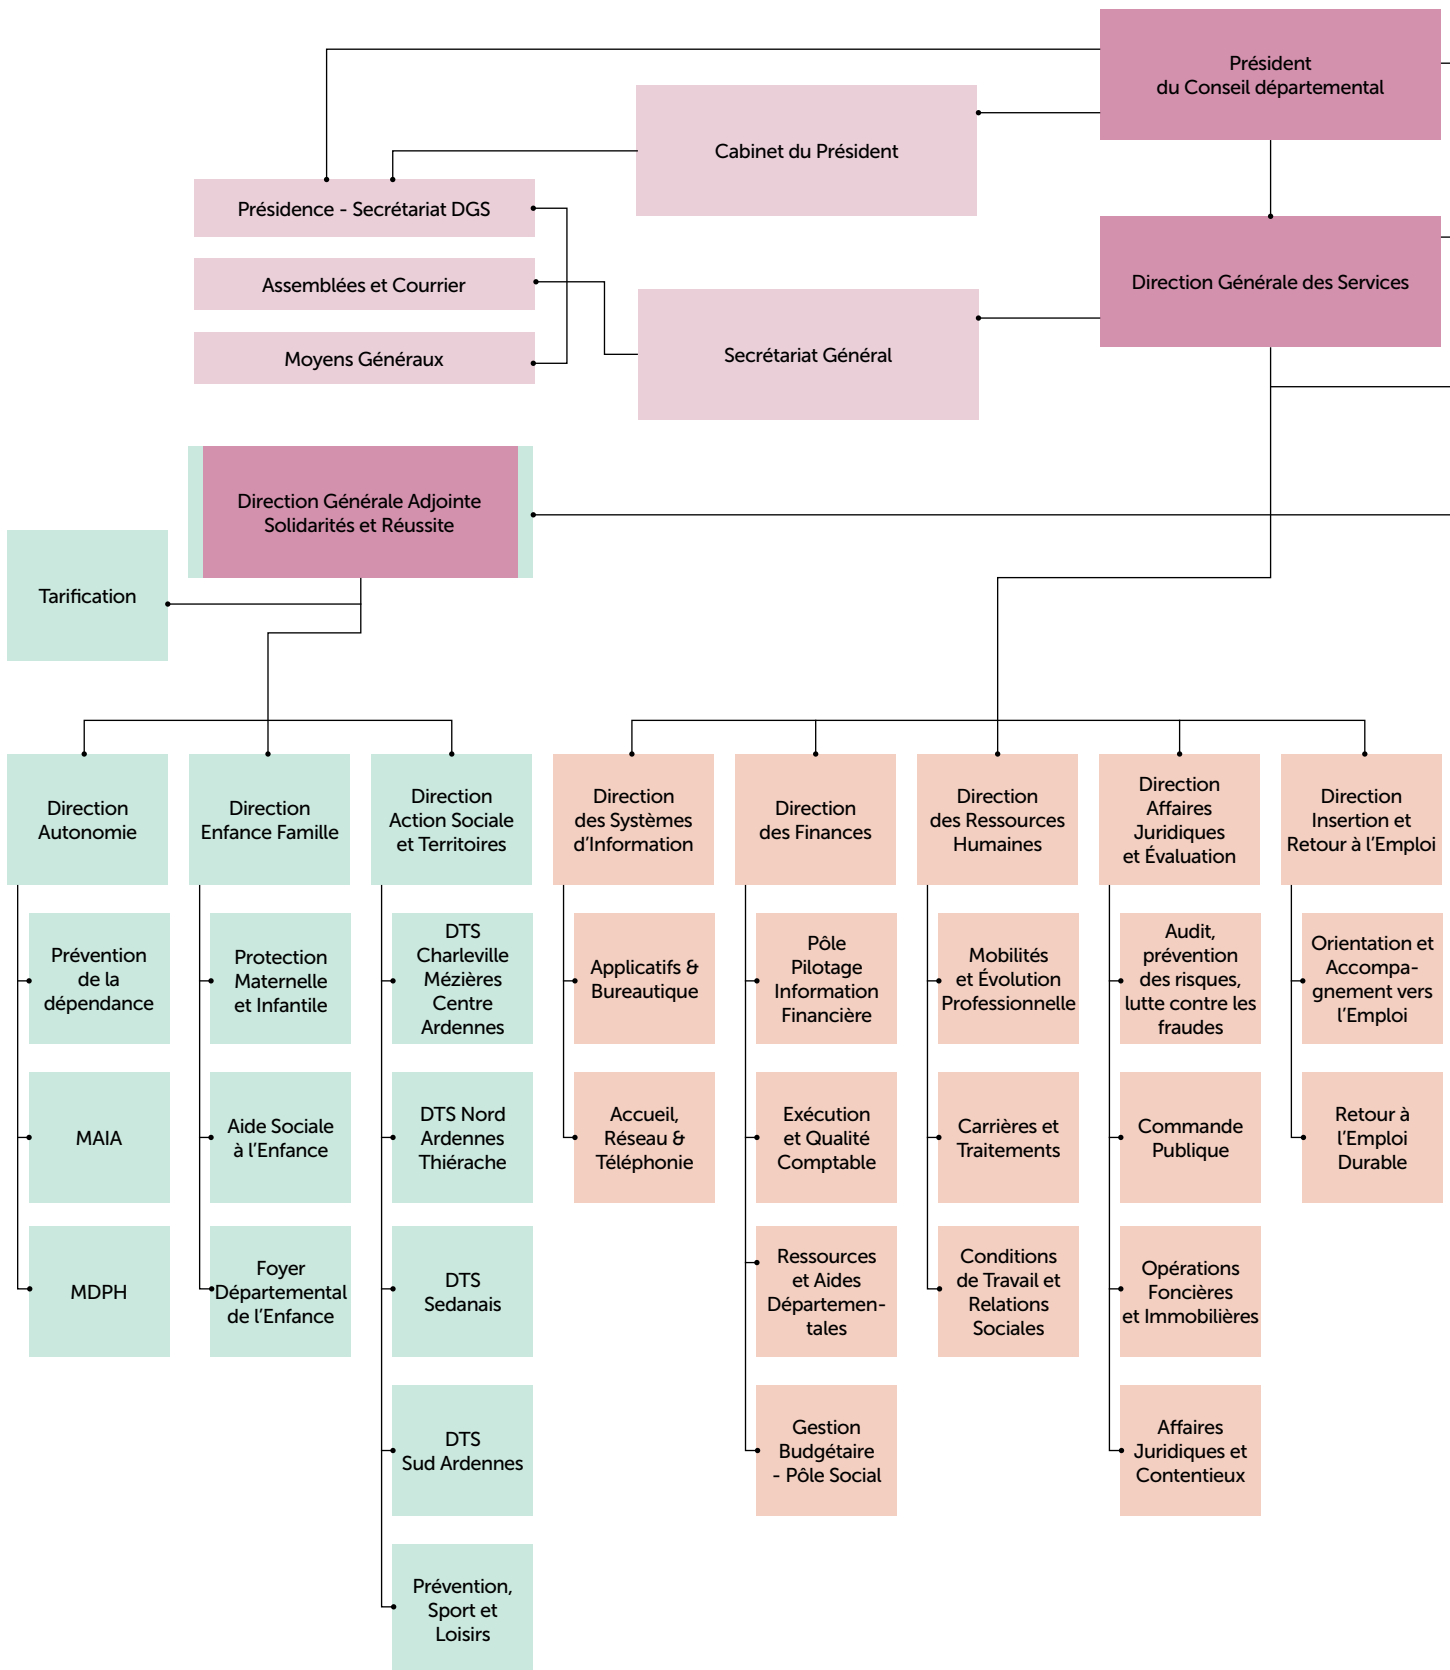 Président
du Conseil départemental
Cabinet du Président
Présidence - Secrétariat DGS
Assemblées et Courrier
Moyens Généraux
Direction Générale des Services
Secrétariat Général
Direction Générale Adjointe
Solidarités et Réussite
Tarification
Direction
Autonomie
Prévention
de la
dépendance
MAIA
MDPH
Direction
Enfance Famille
Protection
Maternelle
et Infantile
Aide Sociale
à l'Enfance
Foyer
Départemental
de l'Enfance
Direction
Action Sociale
et Territoires
DTS
Charleville
Mézières
Centre
Ardennes
DTS Nord
Ardennes
Thiérache
DTS
Sedanais
DTS
Sud Ardennes
Prévention,
Sport et
Loisirs
Direction
des Systèmes
d'Information
Applicatifs &
Bureautique
Accueil,
Réseau &
Téléphonie
Direction
des Finances
Pôle
Pilotage
Information
Financière
Exécution
et Qualité
Comptable
Ressources
et Aides
Départemen-
tales
Gestion
Budgétaire
- Pôle Social
Direction
des Ressources
Humaines
Mobilités
et Évolution
Professionnelle
Carrières et
Traitements
Conditions
de Travail et
Relations
Sociales
Direction
Affaires
Juridiques
et Évaluation
Audit,
prévention
des risques,
lutte contre les
fraudes
Commande
Publique
Opérations
Foncières
et Immobilières
Affaires
Juridiques et
Contentieux
Direction
Insertion et
Retour à l'Emploi
Orientation et
Accompa-
gnement vers
l'Emploi
Retour à
l'Emploi
Durable